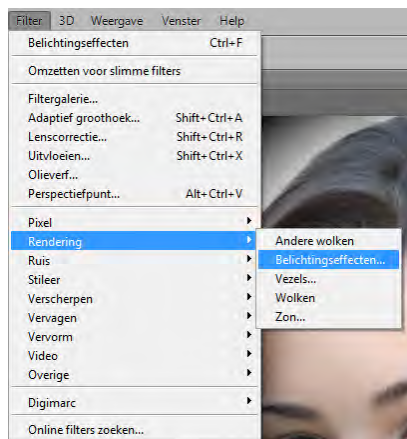 Filter 3D Weergave Venster Help
Belichtingseffecten Ctrl+F
Omzetten voor slimme filters
Filtergalerie...
Adaptief groothoek... Shift+Ctrl+A
Lenscorrectie... Shift+Ctrl+R
Uitvloeien... Shift+Ctrl+X
Olieverf...
Perspectiefpunt... Alt+Ctrl+V
Pixel
Rendering
Ruis
Stileer
Verscherpen
Vervagen
Vervorm
Video
Overige
Digimarc
Online filters zoeken...
Andere wolken
Belichtingseffecten...
Vezels...
Wolken
Zon...